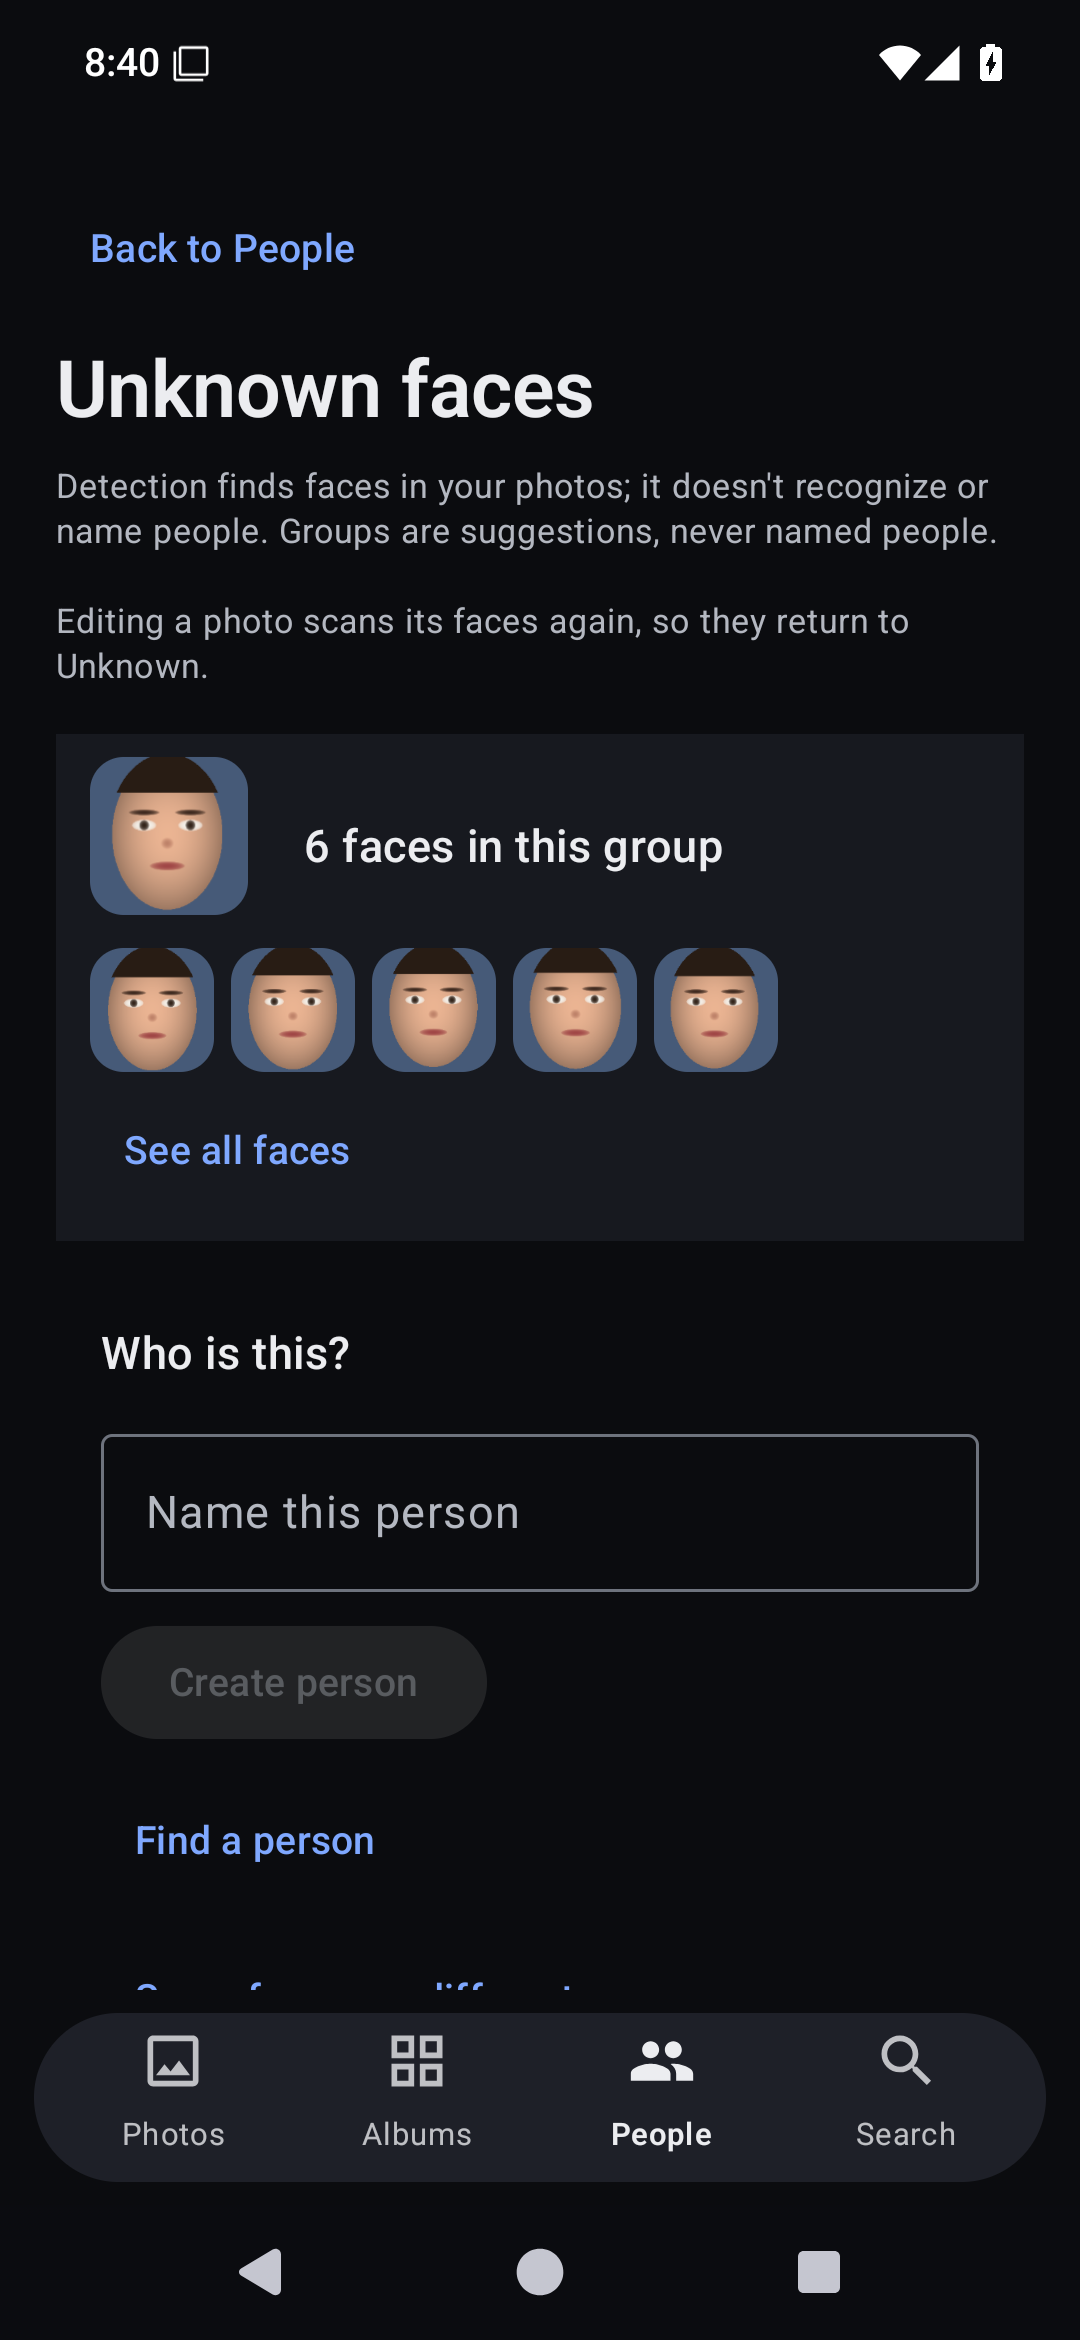 8:40
Back to People
Unknown faces
Detection finds faces in your photos; it doesn't recognize or
name people. Groups are suggestions, never named people.
Editing a photo scans its faces again, so they return to
Unknown.
6 faces in this group
See all faces
Who is this?
Name this person
Create person
Find a person
Photos
Albums
People
Search